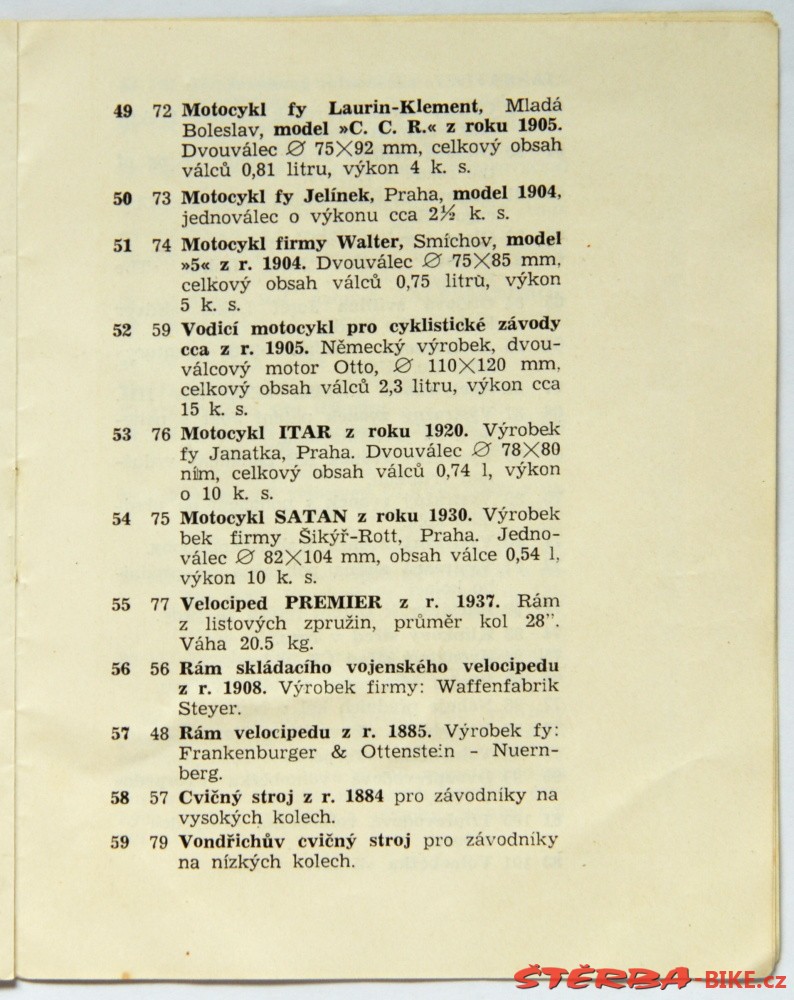 49 72 Motocykl fy Laurin-Klement, Mladá
Boleslav, model »C. C. R.« z roku 1905.
Dvouválec ∅ 75×92 mm, celkový obsah
válců 0,81 litru, výkon 4 k. s.
50 73 Motocykl fy Jelínek, Praha, model 1904,
jednoválec o výkonu cca 2½ k. s.
51 74 Motocykl firmy Walter, Smíchov, model
»5« z r. 1904. Dvouválec ∅ 75×85 mm,
celkový obsah válců 0,75 litrů, výkon
5 k. s.
52 59 Vodicí motocykl pro cyklistické závody
cca z r. 1905. Německý výrobek, dvou-
válcový motor Otto, ∅ 110×120 mm,
celkový obsah válců 2,3 litru, výkon cca
15 k. s.
53 76 Motocykl ITAR z roku 1920. Výrobek
fy Janatka, Praha. Dvouválec ∅ 78×80
mm, celkový obsah válců 0,74 l, výkon
o 10 k. s.
54 75 Motocykl SATAN z roku 1930. Výrobek
bek firmy Šikýř-Rott, Praha. Jedno-
válec ∅ 82×104 mm, obsah válce 0,54 l,
výkon 10 k. s.
55 77 Velociped PREMIER z r. 1937. Rám
z listových zpružin, průměr kol 28”.
Váha 20.5 kg.
56 56 Rám skládacího vojenského velocipedu
z r. 1908. Výrobek firmy: Waffenfabrik
Steyer.
57 48 Rám velocipedu z r. 1885. Výrobek fy:
Frankenburger & Ottenstein - Nuern-
berg.
58 57 Cvičný stroj z r. 1884 pro závodníky na
vysokých kolech.
59 79 Vondřichův cvičný stroj pro závodníky
na nízkých kolech.
ŠTĚRBA-BIKE.cz